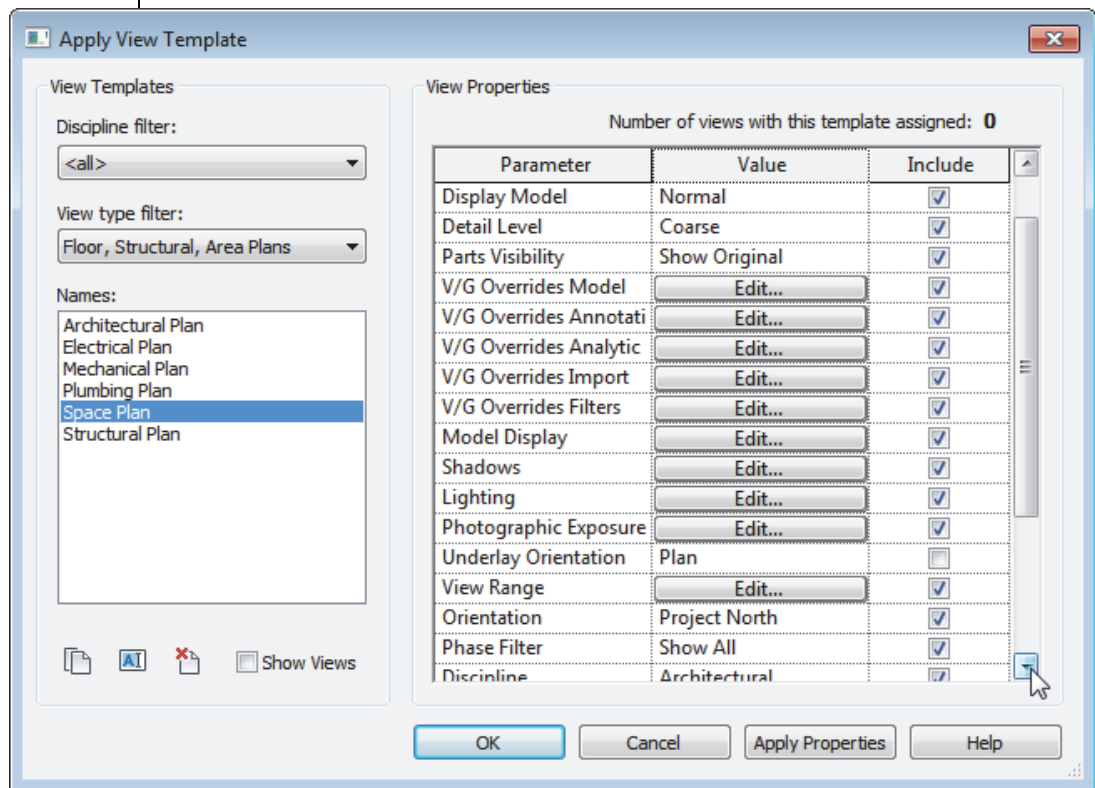 Apply View Template
View Templates
Discipline filter:
<all>
View type filter:
Floor, Structural, Area Plans
Names:
Architectural Plan
Electrical Plan
Mechanical Plan
Plumbing Plan
Space Plan
Structural Plan
AI
Show Views
View Properties
Number of views with this template assigned: 0
Parameter Value Include
Display Model Normal
Detail Level Coarse
Parts Visibility Show Original
V/G Overrides Model Edit...
V/G Overrides Annotati Edit...
V/G Overrides Analytic Edit...
V/G Overrides Import Edit...
V/G Overrides Filters Edit...
Model Display Edit...
Shadows Edit...
Lighting Edit...
Photographic Exposure Edit...
Underlay Orientation Plan
View Range Edit...
Orientation Project North
Phase Filter Show All
Discipline Architectural
OK Cancel Apply Properties Help